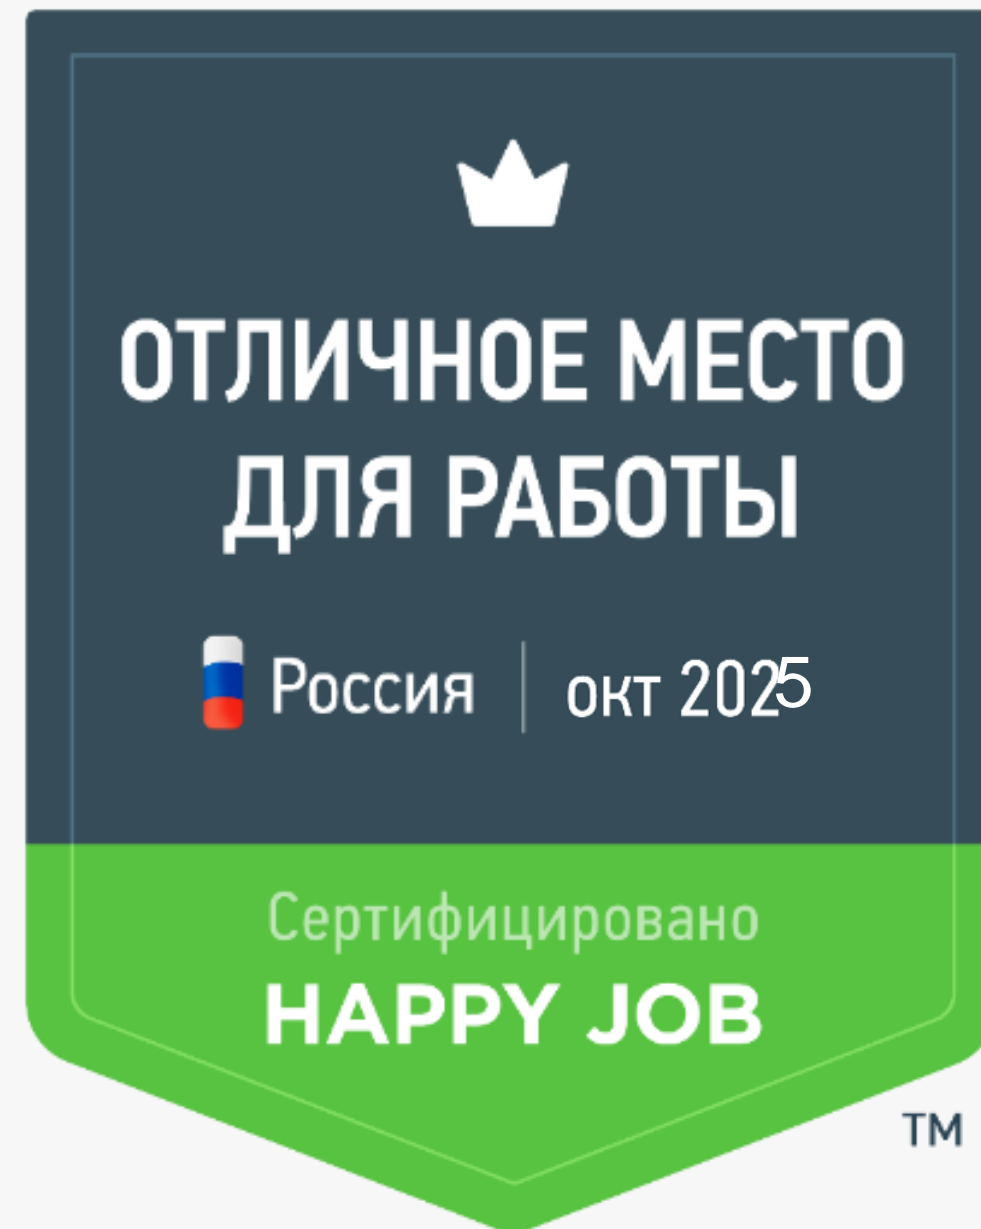 ОТЛИЧНОЕ МЕСТО
ДЛЯ РАБОТЫ
Россия | окт 2025
Сертифицировано
HAPPY JOB
TM